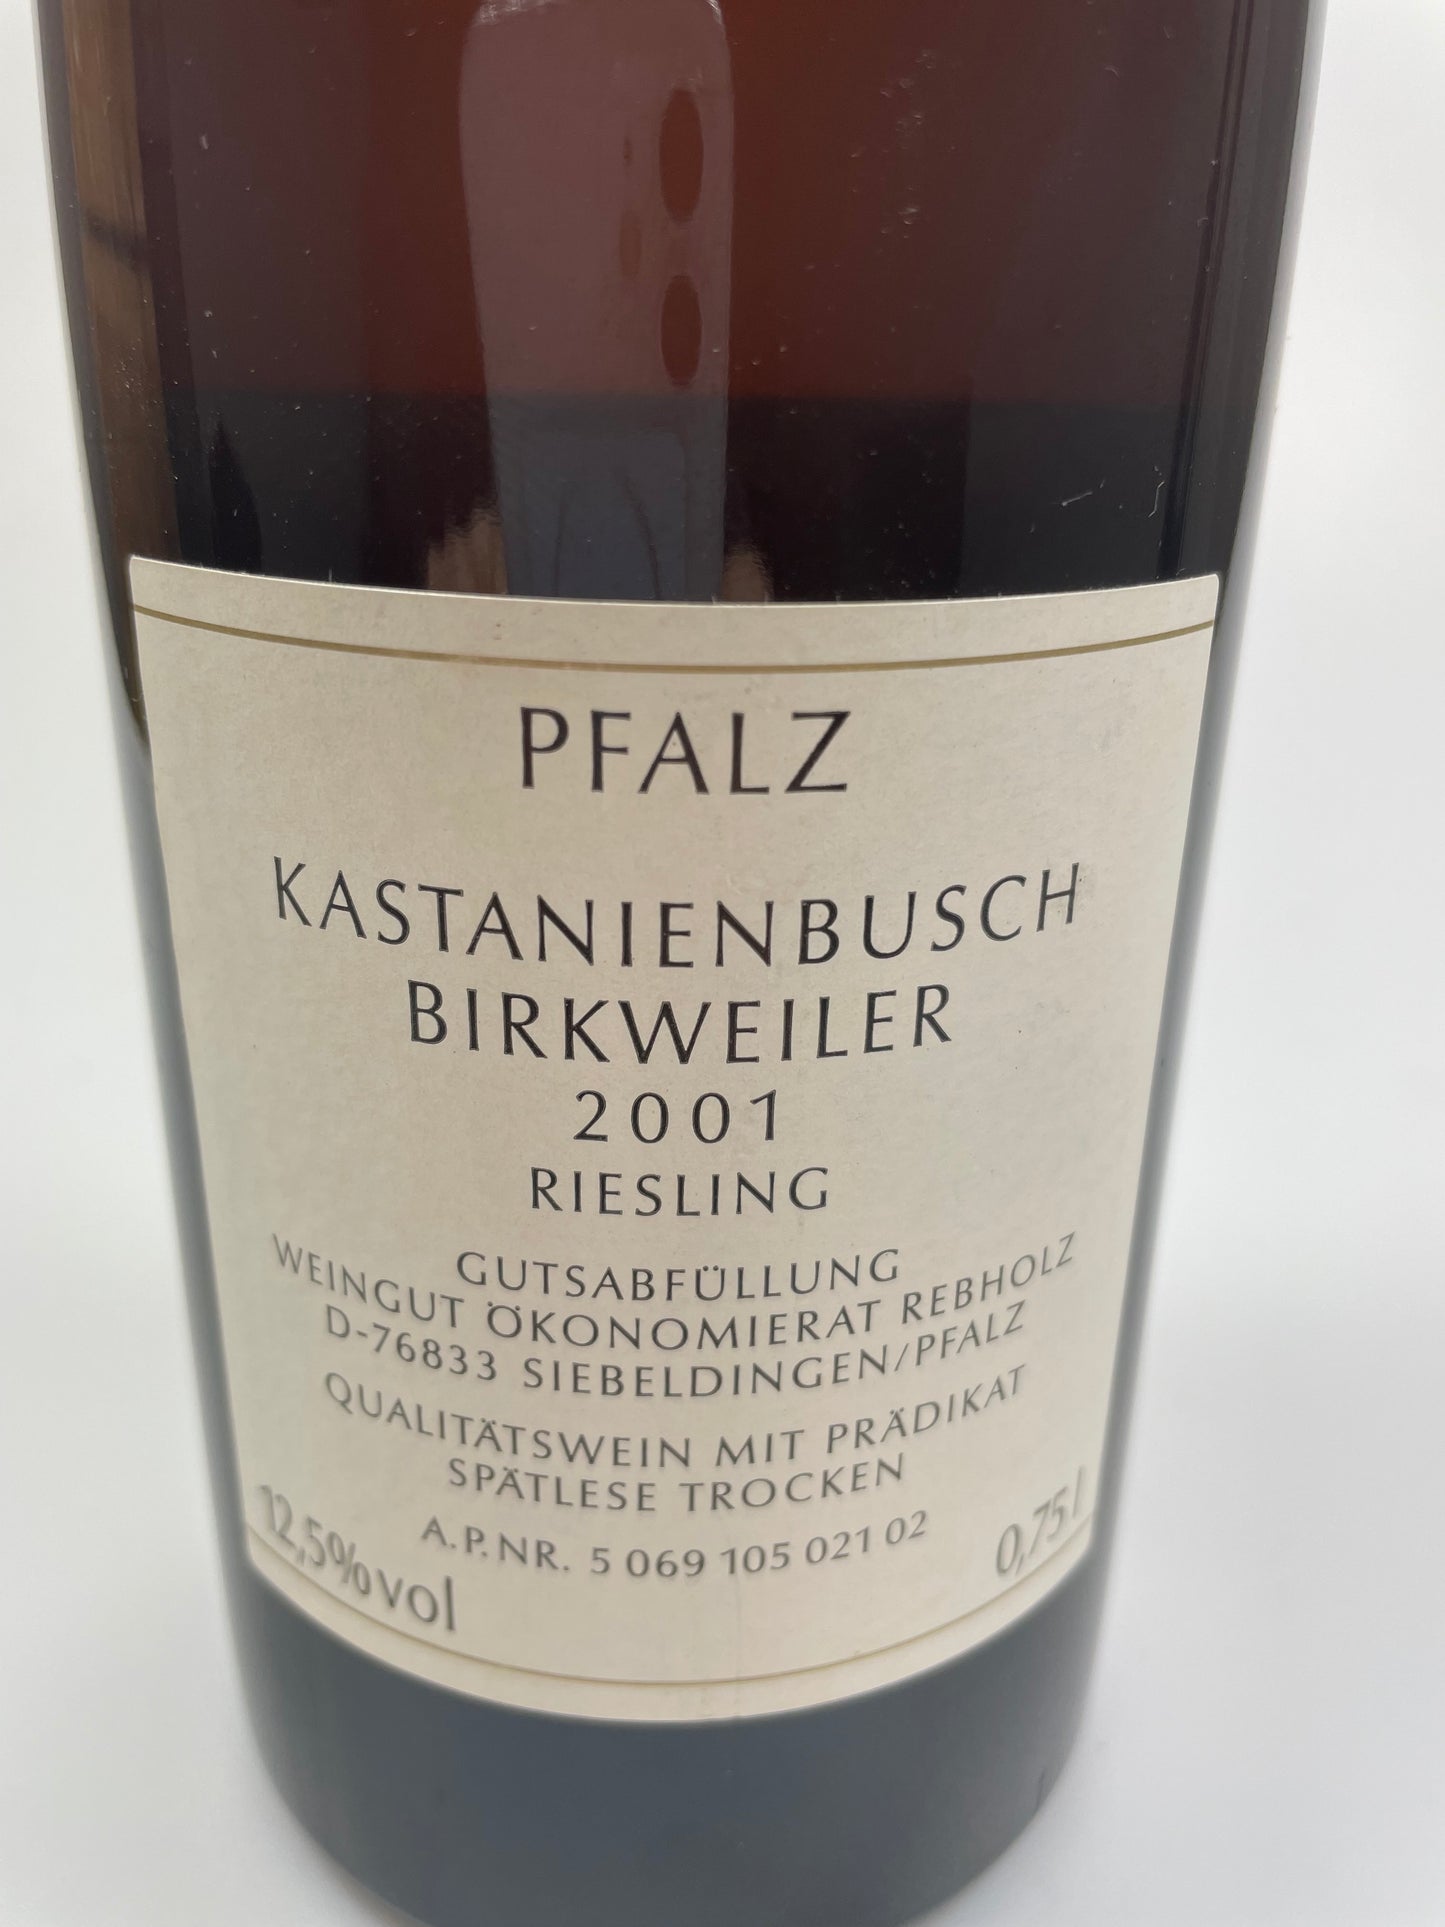 PFALZ
KASTANIENBUSCH
BIRKWEILER
2001
RIESLING
GUTSABFÜLLUNG
WEINGUT ÖKONOMIERAT REBHOLZ
D-76833 SIEBELDINGEN/PFALZ
QUALITÄTSWEIN MIT PRÄDIKAT
SPÄTLESE TROCKEN
A.P.NR. 5 069 105 021 02
12,5%vol
0,75 l